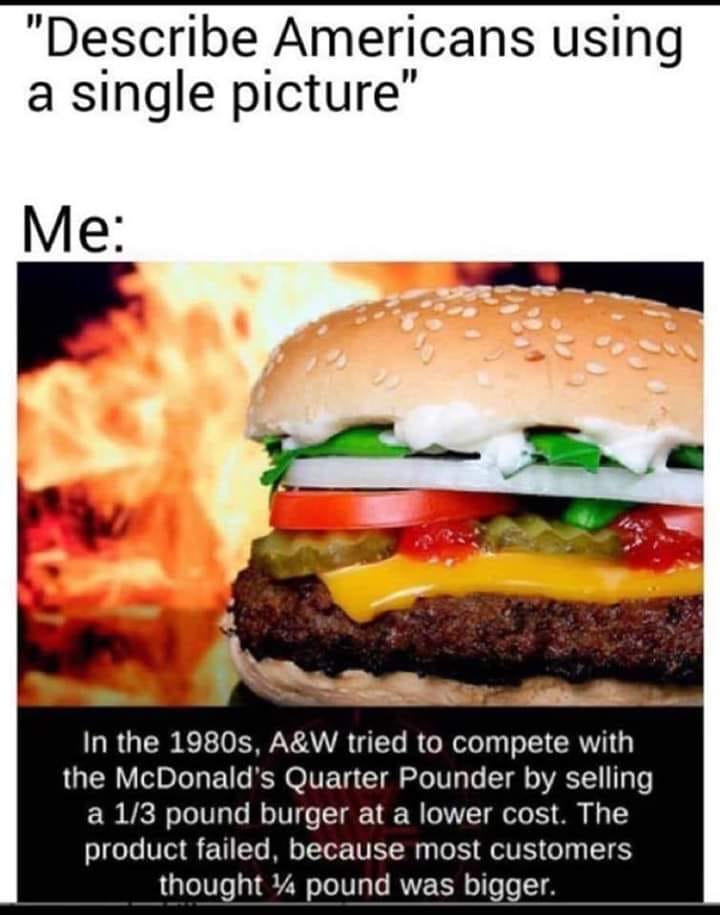 "Describe Americans using
a single picture"
Me:
In the 1980s, A&W tried to compete with
the McDonald's Quarter Pounder by selling
a 1/3 pound burger at a lower cost. The
product failed, because most customers
thought ¼ pound was bigger.